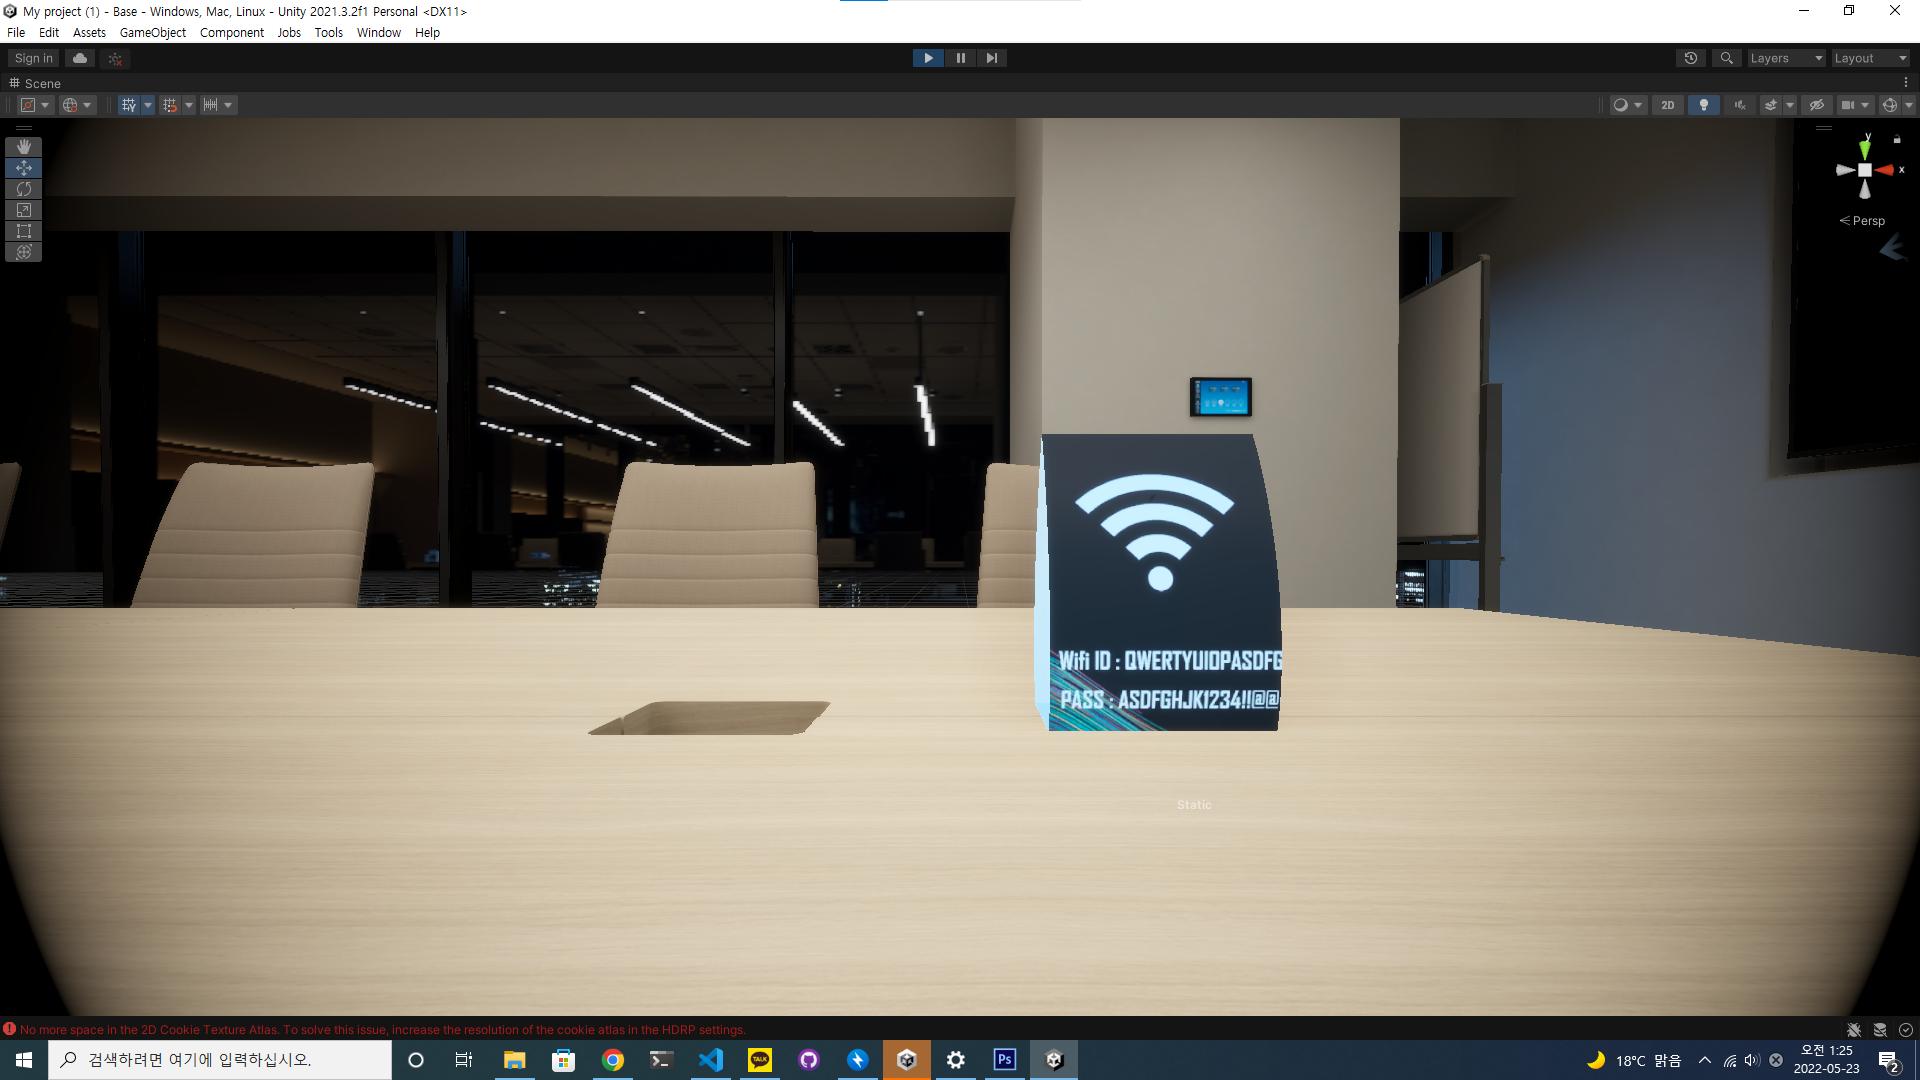 My project (1) - Base - Windows, Mac, Linux - Unity 2021.3.2f1 Personal <DX11>
File Edit Assets GameObject Component Jobs Tools Window Help
Sign in
Layers
Layout
Scene
2D
y
x
Persp
Wifi ID : QWERTYUIOPASDFG
PASS : ASDFGHJK1234!!@@
Static
No more space in the 2D Cookie Texture Atlas. To solve this issue, increase the resolution of the cookie atlas in the HDRP settings.
검색하려면 여기에 입력하십시오.
TALK
Ps
18°C 맑음
오전 1:25
2022-05-23
2